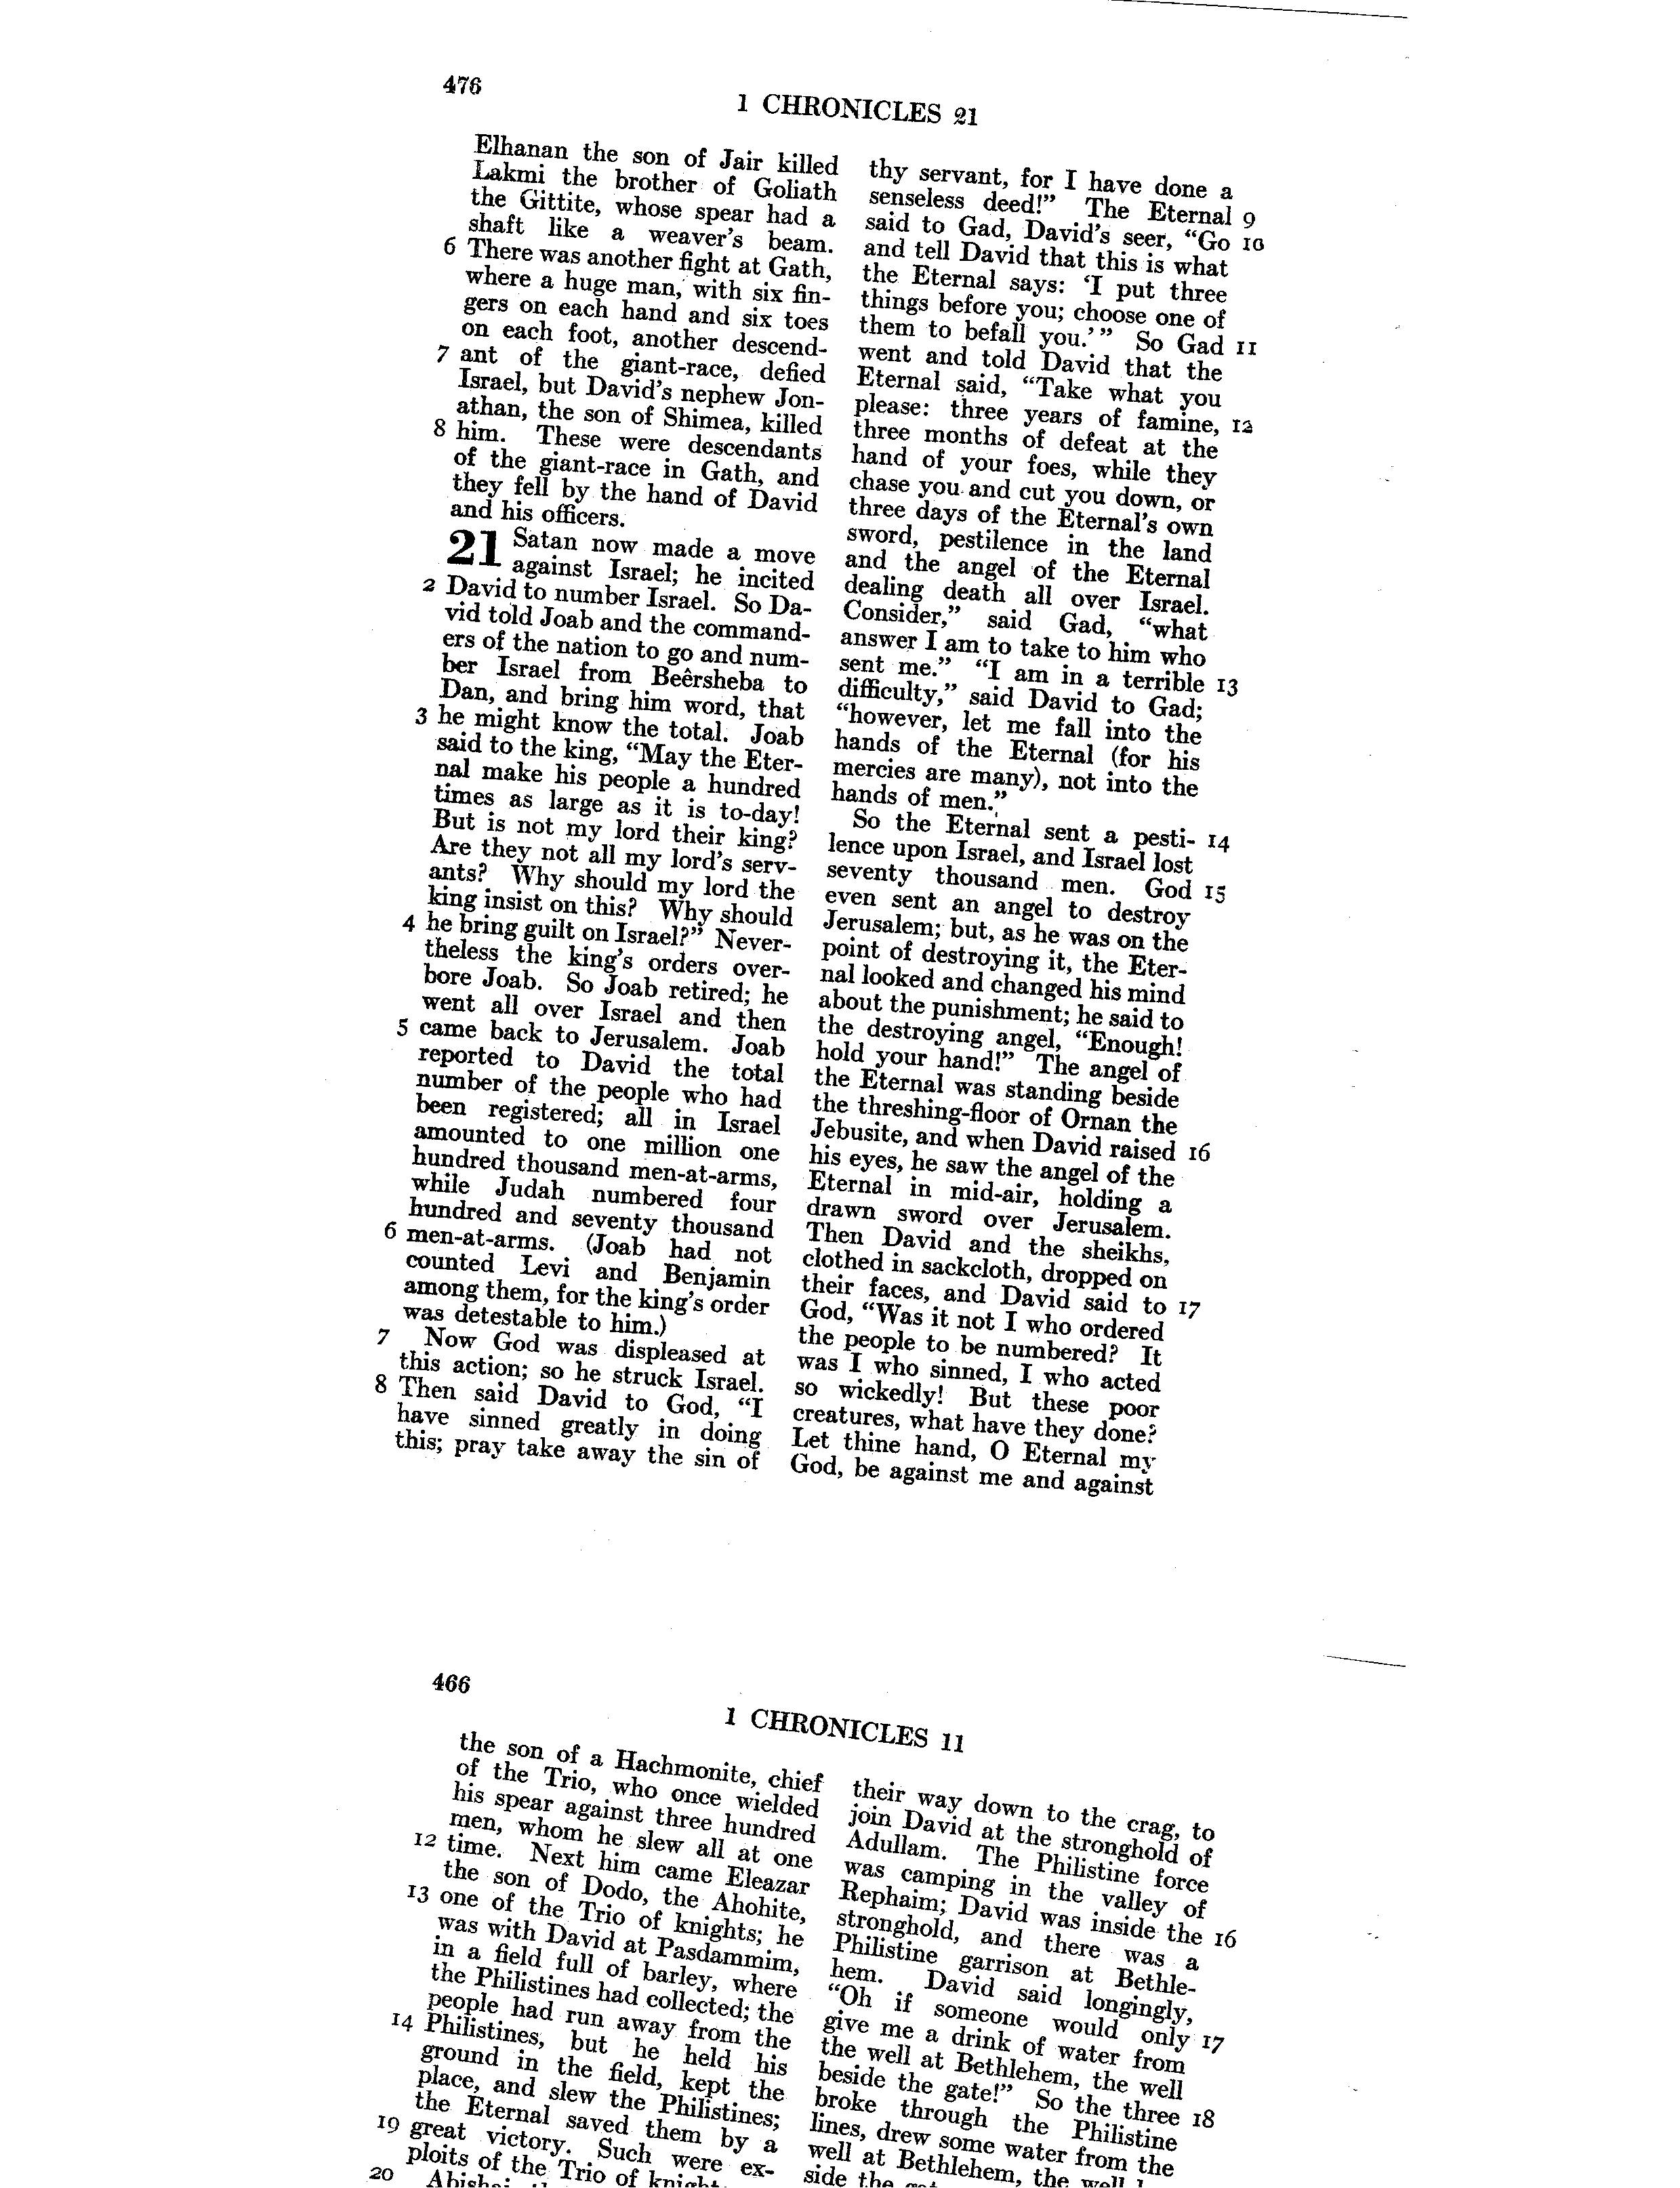 476
1 CHRONICLES 21
Elhanan the son of Jair killed
Lakmi the brother of Goliath
the Gittite, whose spear had a
shaft like a weaver's beam.
6 There was another fight at Gath,
where a huge man, with six fin-
gers on each hand and six toes
on each foot, another descend-
7 ant of the giant-race, defied
Israel, but David's nephew Jon-
athan, the son of Shimea, killed
8 him. These were descendants
of the giant-race in Gath, and
they fell by the hand of David
and his officers.
21 Satan now made a move
against Israel; he incited
2 David to number Israel. So Da-
vid told Joab and the command-
ers of the nation to go and num-
ber Israel from Beêrsheba to
Dan, and bring him word, that
3 he might know the total. Joab
said to the king, “May the Eter-
nal make his people a hundred
times as large as it is to-day!
But is not my lord their king?
Are they not all my lord's serv-
ants? Why should my lord the
king insist on this? Why should
4 he bring guilt on Israel?” Never-
theless the king's orders over-
bore Joab. So Joab retired; he
went all over Israel and then
5 came back to Jerusalem. Joab
reported to David the total
number of the people who had
been registered; all in Israel
amounted to one million one
hundred thousand men-at-arms,
while Judah numbered four
hundred and seventy thousand
6 men-at-arms. (Joab had not
counted Levi and Benjamin
among them, for the king's order
was detestable to him.)
7 Now God was displeased at
this action; so he struck Israel.
8 Then said David to God, “I
have sinned greatly in doing
this; pray take away the sin of
thy servant, for I have done a
senseless deed!” The Eternal 9
said to Gad, David's seer, “Go 10
and tell David that this is what
the Eternal says: ‘I put three
things before you; choose one of
them to befall you.’” So Gad 11
went and told David that the
Eternal said, “Take what you
please: three years of famine, 12
three months of defeat at the
hand of your foes, while they
chase you and cut you down, or
three days of the Eternal's own
sword, pestilence in the land
and the angel of the Eternal
dealing death all over Israel.
Consider,” said Gad, “what
answer I am to take to him who
sent me.” “I am in a terrible 13
difficulty,” said David to Gad;
“however, let me fall into the
hands of the Eternal (for his
mercies are many), not into the
hands of men.”
So the Eternal sent a pesti- 14
lence upon Israel, and Israel lost
seventy thousand men. God 15
even sent an angel to destroy
Jerusalem; but, as he was on the
point of destroying it, the Eter-
nal looked and changed his mind
about the punishment; he said to
the destroying angel, “Enough!
hold your hand!” The angel of
the Eternal was standing beside
the threshing-floor of Ornan the
Jebusite, and when David raised 16
his eyes, he saw the angel of the
Eternal in mid-air, holding a
drawn sword over Jerusalem.
Then David and the sheikhs,
clothed in sackcloth, dropped on
their faces, and David said to 17
God, “Was it not I who ordered
the people to be numbered? It
was I who sinned, I who acted
so wickedly! But these poor
creatures, what have they done?
Let thine hand, O Eternal my
God, be against me and against
466
1 CHRONICLES 11
the son of a Hachmonite, chief
of the Trio, who once wielded
his spear against three hundred
men, whom he slew all at one
12 time. Next him came Eleazar
the son of Dodo, the Ahohite,
13 one of the Trio of knights; he
was with David at Pasdammim,
in a field full of barley, where
the Philistines had collected; the
people had run away from the
14 Philistines, but he held his
ground in the field, kept the
place, and slew the Philistines;
the Eternal saved them by a
19 great victory. Such were ex-
ploits of the Trio of
20
their way down to the crag, to
join David at the stronghold of
Adullam. The Philistine force
was camping in the valley of
Rephaim; David was inside the 16
stronghold, and there was a
Philistine garrison at Bethle-
hem. David said longingly,
“Oh if someone would only 17
give me a drink of water from
the well at Bethlehem, the well
beside the gate!” So the three 18
broke through the Philistine
lines, drew some water from the
well at Bethlehem, the well
side the